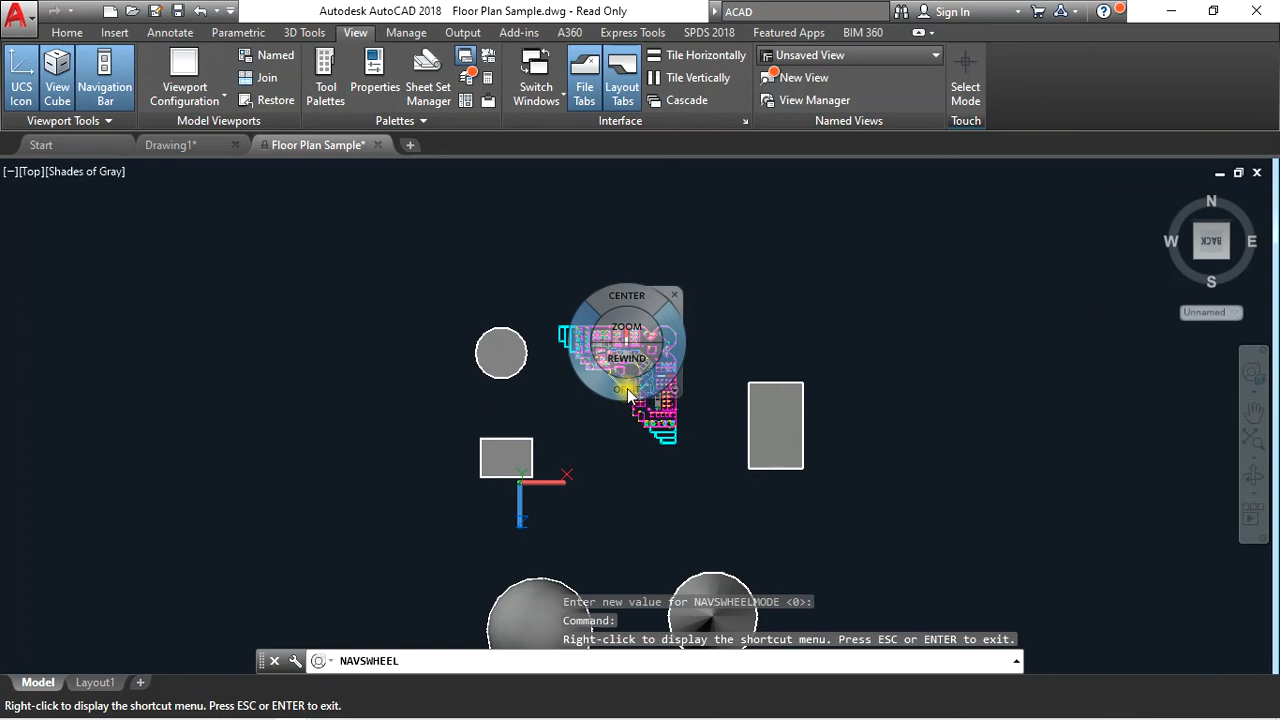 Autodesk AutoCAD 2018 Floor Plan Sample.dwg - Read Only
ACAD
Sign In
Home Insert Annotate Parametric 3D Tools View Manage Output Add-ins A360 Express Tools SPDS 2018 Featured Apps BIM 360
UCS Icon
View Cube
Navigation Bar
Viewport Tools
Viewport Configuration
Named
Join
Restore
Model Viewports
Tool Palettes
Properties
Sheet Set Manager
Palettes
Switch Windows
File Tabs
Layout Tabs
Tile Horizontally
Tile Vertically
Cascade
Interface
Unsaved View
New View
View Manager
Named Views
Select Mode
Touch
Start Drawing1* Floor Plan Sample*
[−][Top][Shades of Gray]
N
W BACK E
S
Unnamed
CENTER
ZOOM
REWIND
ORBIT
X
Y
Z
Enter new value for NAVSWHEELMODE <0>:
Command:
Right-click to display the shortcut menu. Press ESC or ENTER to exit.
NAVSWHEEL
Model Layout1
Right-click to display the shortcut menu. Press ESC or ENTER to exit.